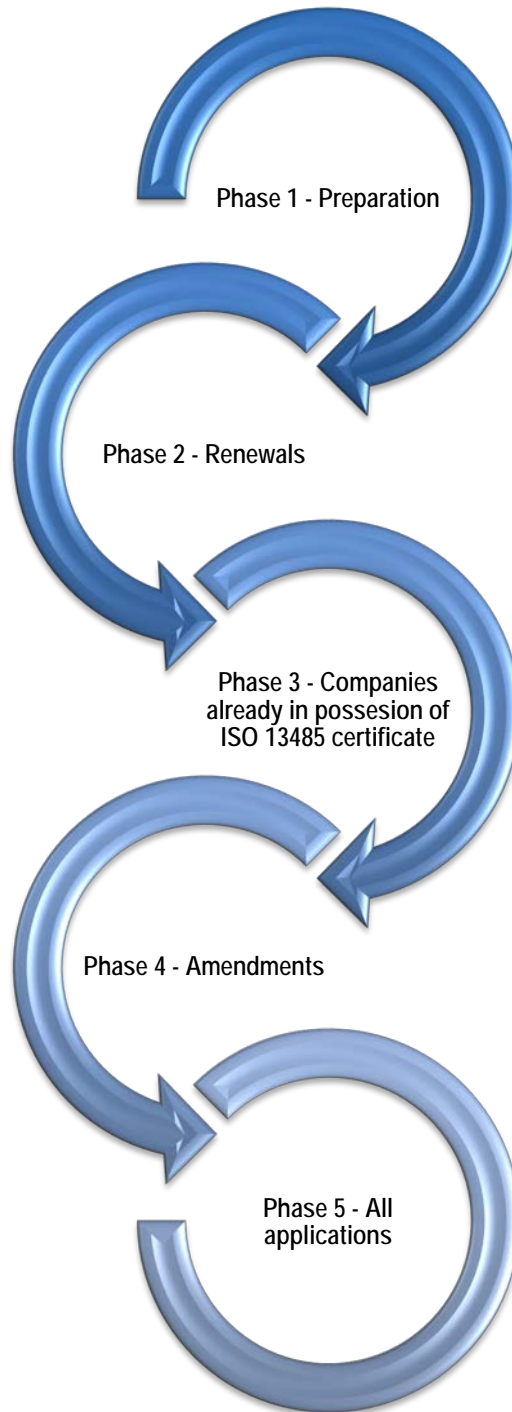 Phase 1 - Preparation
Phase 2 - Renewals
Phase 3 - Companies
already in possesion of
ISO 13485 certificate
Phase 4 - Amendments
Phase 5 - All
applications